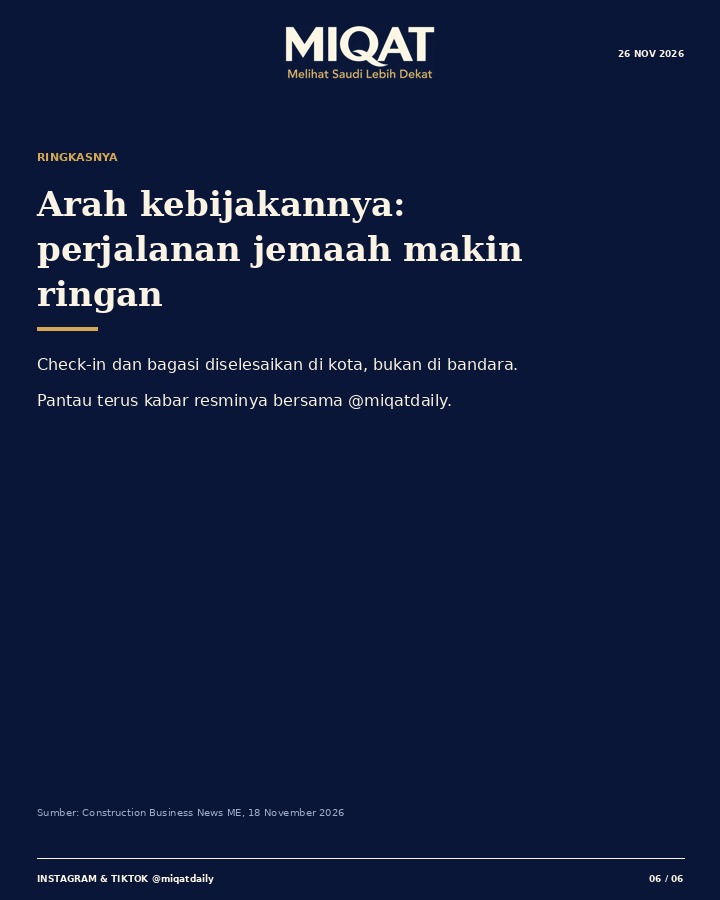 MIQAT
Melihat Saudi Lebih Dekat
26 NOV 2026
RINGKASNYA
Arah kebijakannya:
perjalanan jemaah makin
ringan
Check-in dan bagasi diselesaikan di kota, bukan di bandara.
Pantau terus kabar resminya bersama @miqatdaily.
Sumber: Construction Business News ME, 18 November 2026
INSTAGRAM & TIKTOK @miqatdaily
06 / 06